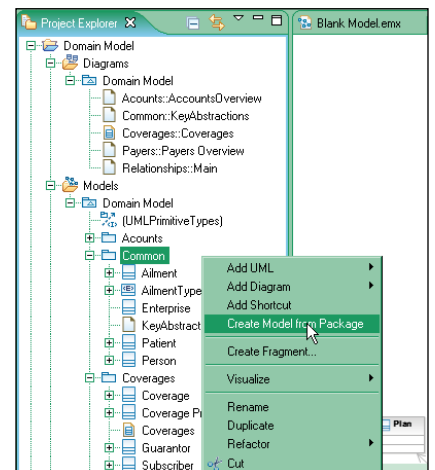 Project Explorer
Blank Model.emx
Domain Model
Diagrams
Domain Model
Acounts::AccountsOverview
Common::KeyAbstractions
Coverages::Coverages
Payers::Payers Overview
Relationships::Main
Models
Domain Model
(UMLPrimitiveTypes)
Acounts
Common
Ailment
AilmentType
Enterprise
KeyAbstract
Patient
Person
Coverages
Coverage
Coverage Pr
Coverages
Guarantor
Subscriber
Add UML
Add Diagram
Add Shortcut
Create Model from Package
Create Fragment...
Visualize
Rename
Duplicate
Refactor
Cut
Plan